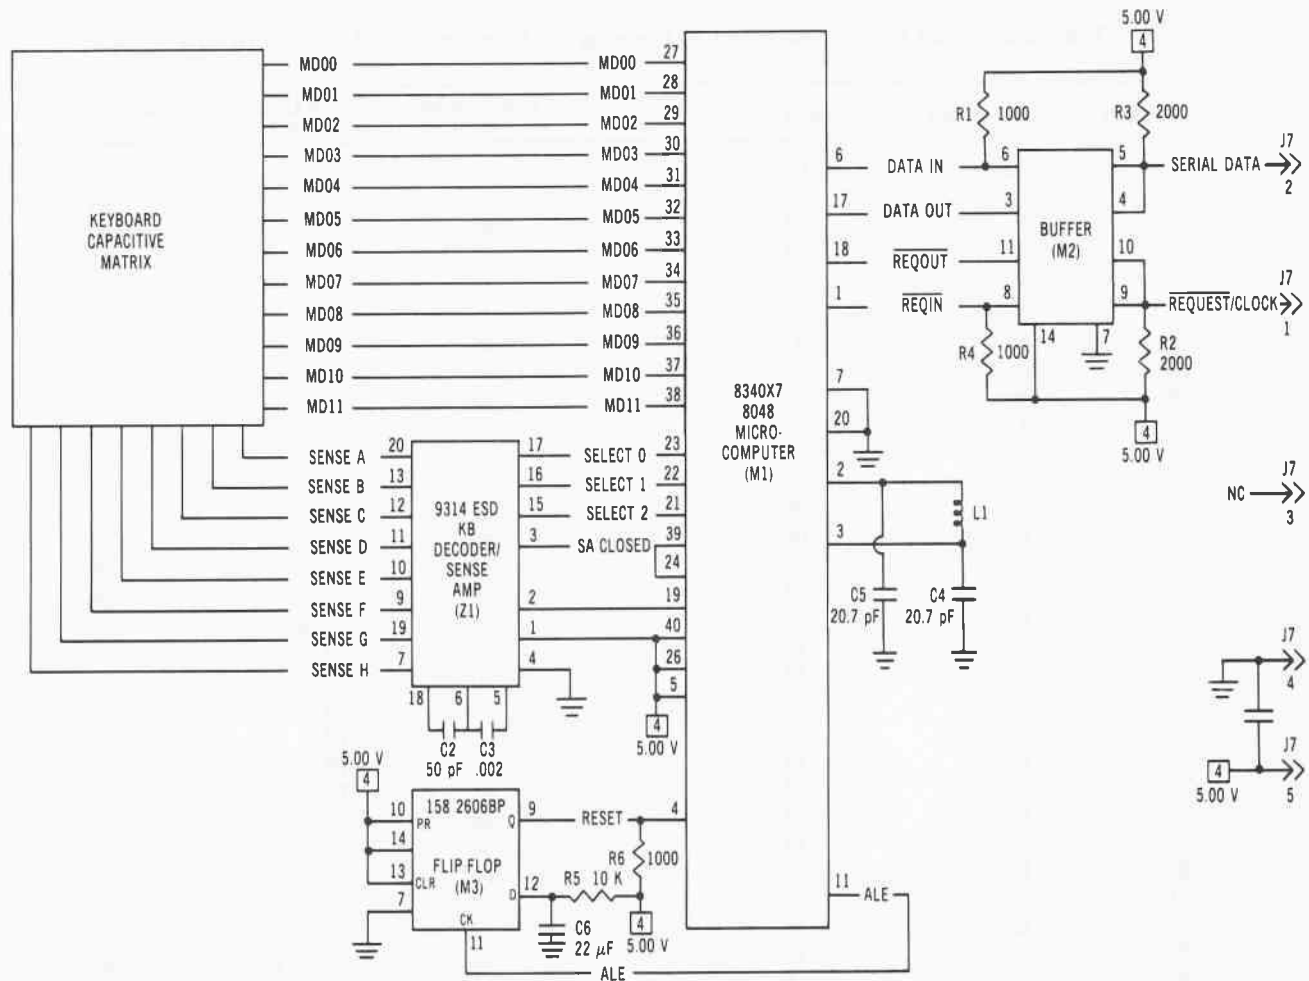 5.00 V
4
MD00 MD00 27
MD01 MD01 28
MD02 MD02 29
MD03 MD03 30
MD04 MD04 31
MD05 MD05 32
MD06 MD06 33
MD07 MD07 34
MD08 MD08 35
MD09 MD09 36
MD10 MD10 37
MD11 MD11 38
KEYBOARD
CAPACITIVE
MATRIX
R1 1000
R3 2000
6 DATA IN 6
5 SERIAL DATA J7
2
17 DATA OUT 3
4
18 REQOUT 11
10
1 REQIN 8
9 REQUEST/CLOCK J7
1
BUFFER
(M2)
14
7
R4 1000
R2
2000
4
5.00 V
8340X7
8048
MICRO-
COMPUTER
(M1)
7
20
2
3
L1
C5
20.7 pF
C4
20.7 pF
NC J7
3
SENSE A 20
SENSE B 13
SENSE C 12
SENSE D 11
SENSE E 10
SENSE F 9
SENSE G 19
SENSE H 7
9314 ESD
KB
DECODER/
SENSE
AMP
(Z1)
17 SELECT 0 23
16 SELECT 1 22
15 SELECT 2 21
3 SA CLOSED 39
24
2 19
1 40
4 26
5
18 6 5
C2
50 pF
C3
.002
4
5.00 V
J7
4
J7
5
4
5.00 V
5.00 V
4
158 2606BP
10 PR
14
13 CLR
7
FLIP FLOP
(M3)
Q 9 RESET 4
D 12
CK
11
R6 1000
R5 10 K
C6
22 μF
4
5.00 V
11 ALE
ALE